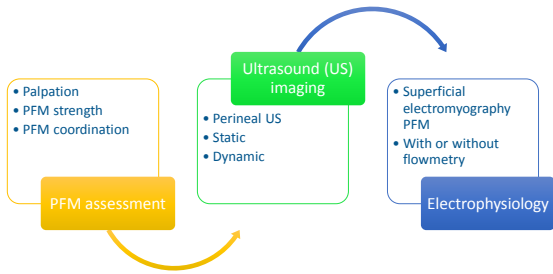 • Palpation
• PFM strength
• PFM coordination
PFM assessment
Ultrasound (US)
imaging
• Perineal US
• Static
• Dynamic
• Superficial
electromyography
PFM
• With or without
flowmetry
Electrophysiology